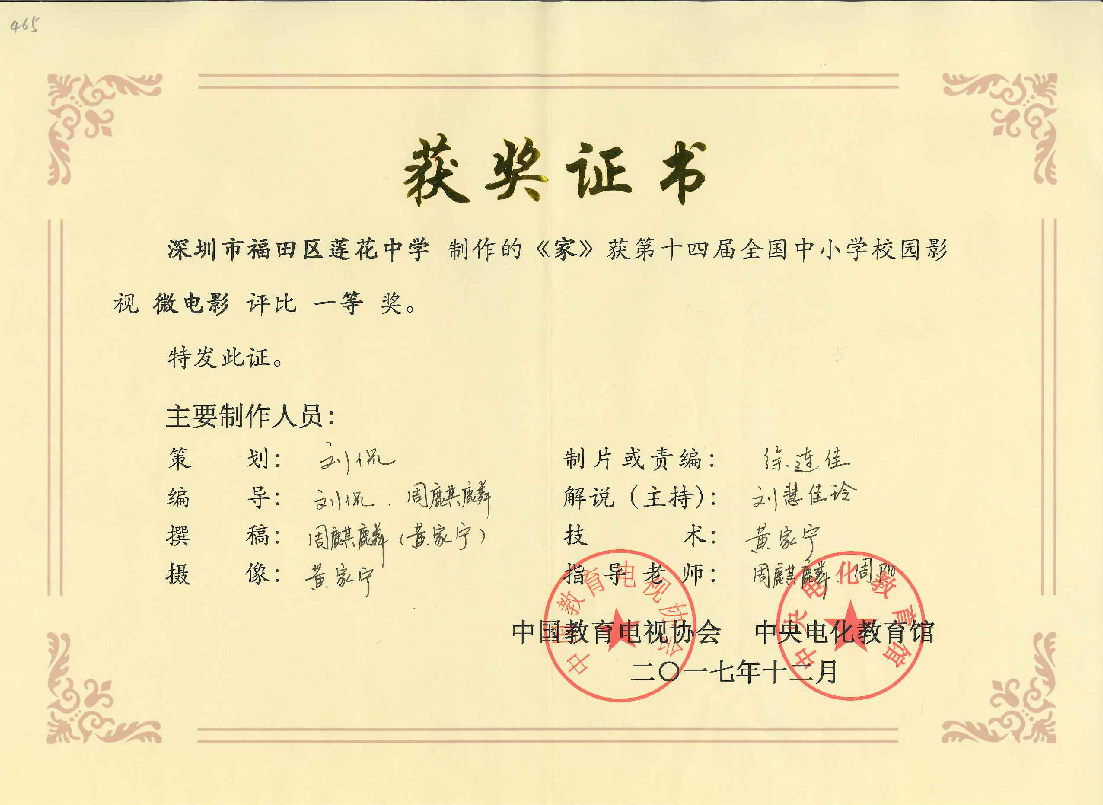 465
获奖证书
深圳市福田区莲花中学 制作的《家》获第十四届全国中小学校园影
视 微电影 评比 一等 奖。
特发此证。
主要制作人员：
策划：刘侃 制片或责编：徐连佳
编导：刘侃．周麒麟 解说（主持）：刘慧佳玲
撰稿：周麒麟（黄家宁） 技术：黄家宁
摄像：黄家宁 指导老师：周麒麟 周
中国教育电视协会 中央电化教育馆
二〇一七年十二月
中国教育电视协会
中央电化教育馆